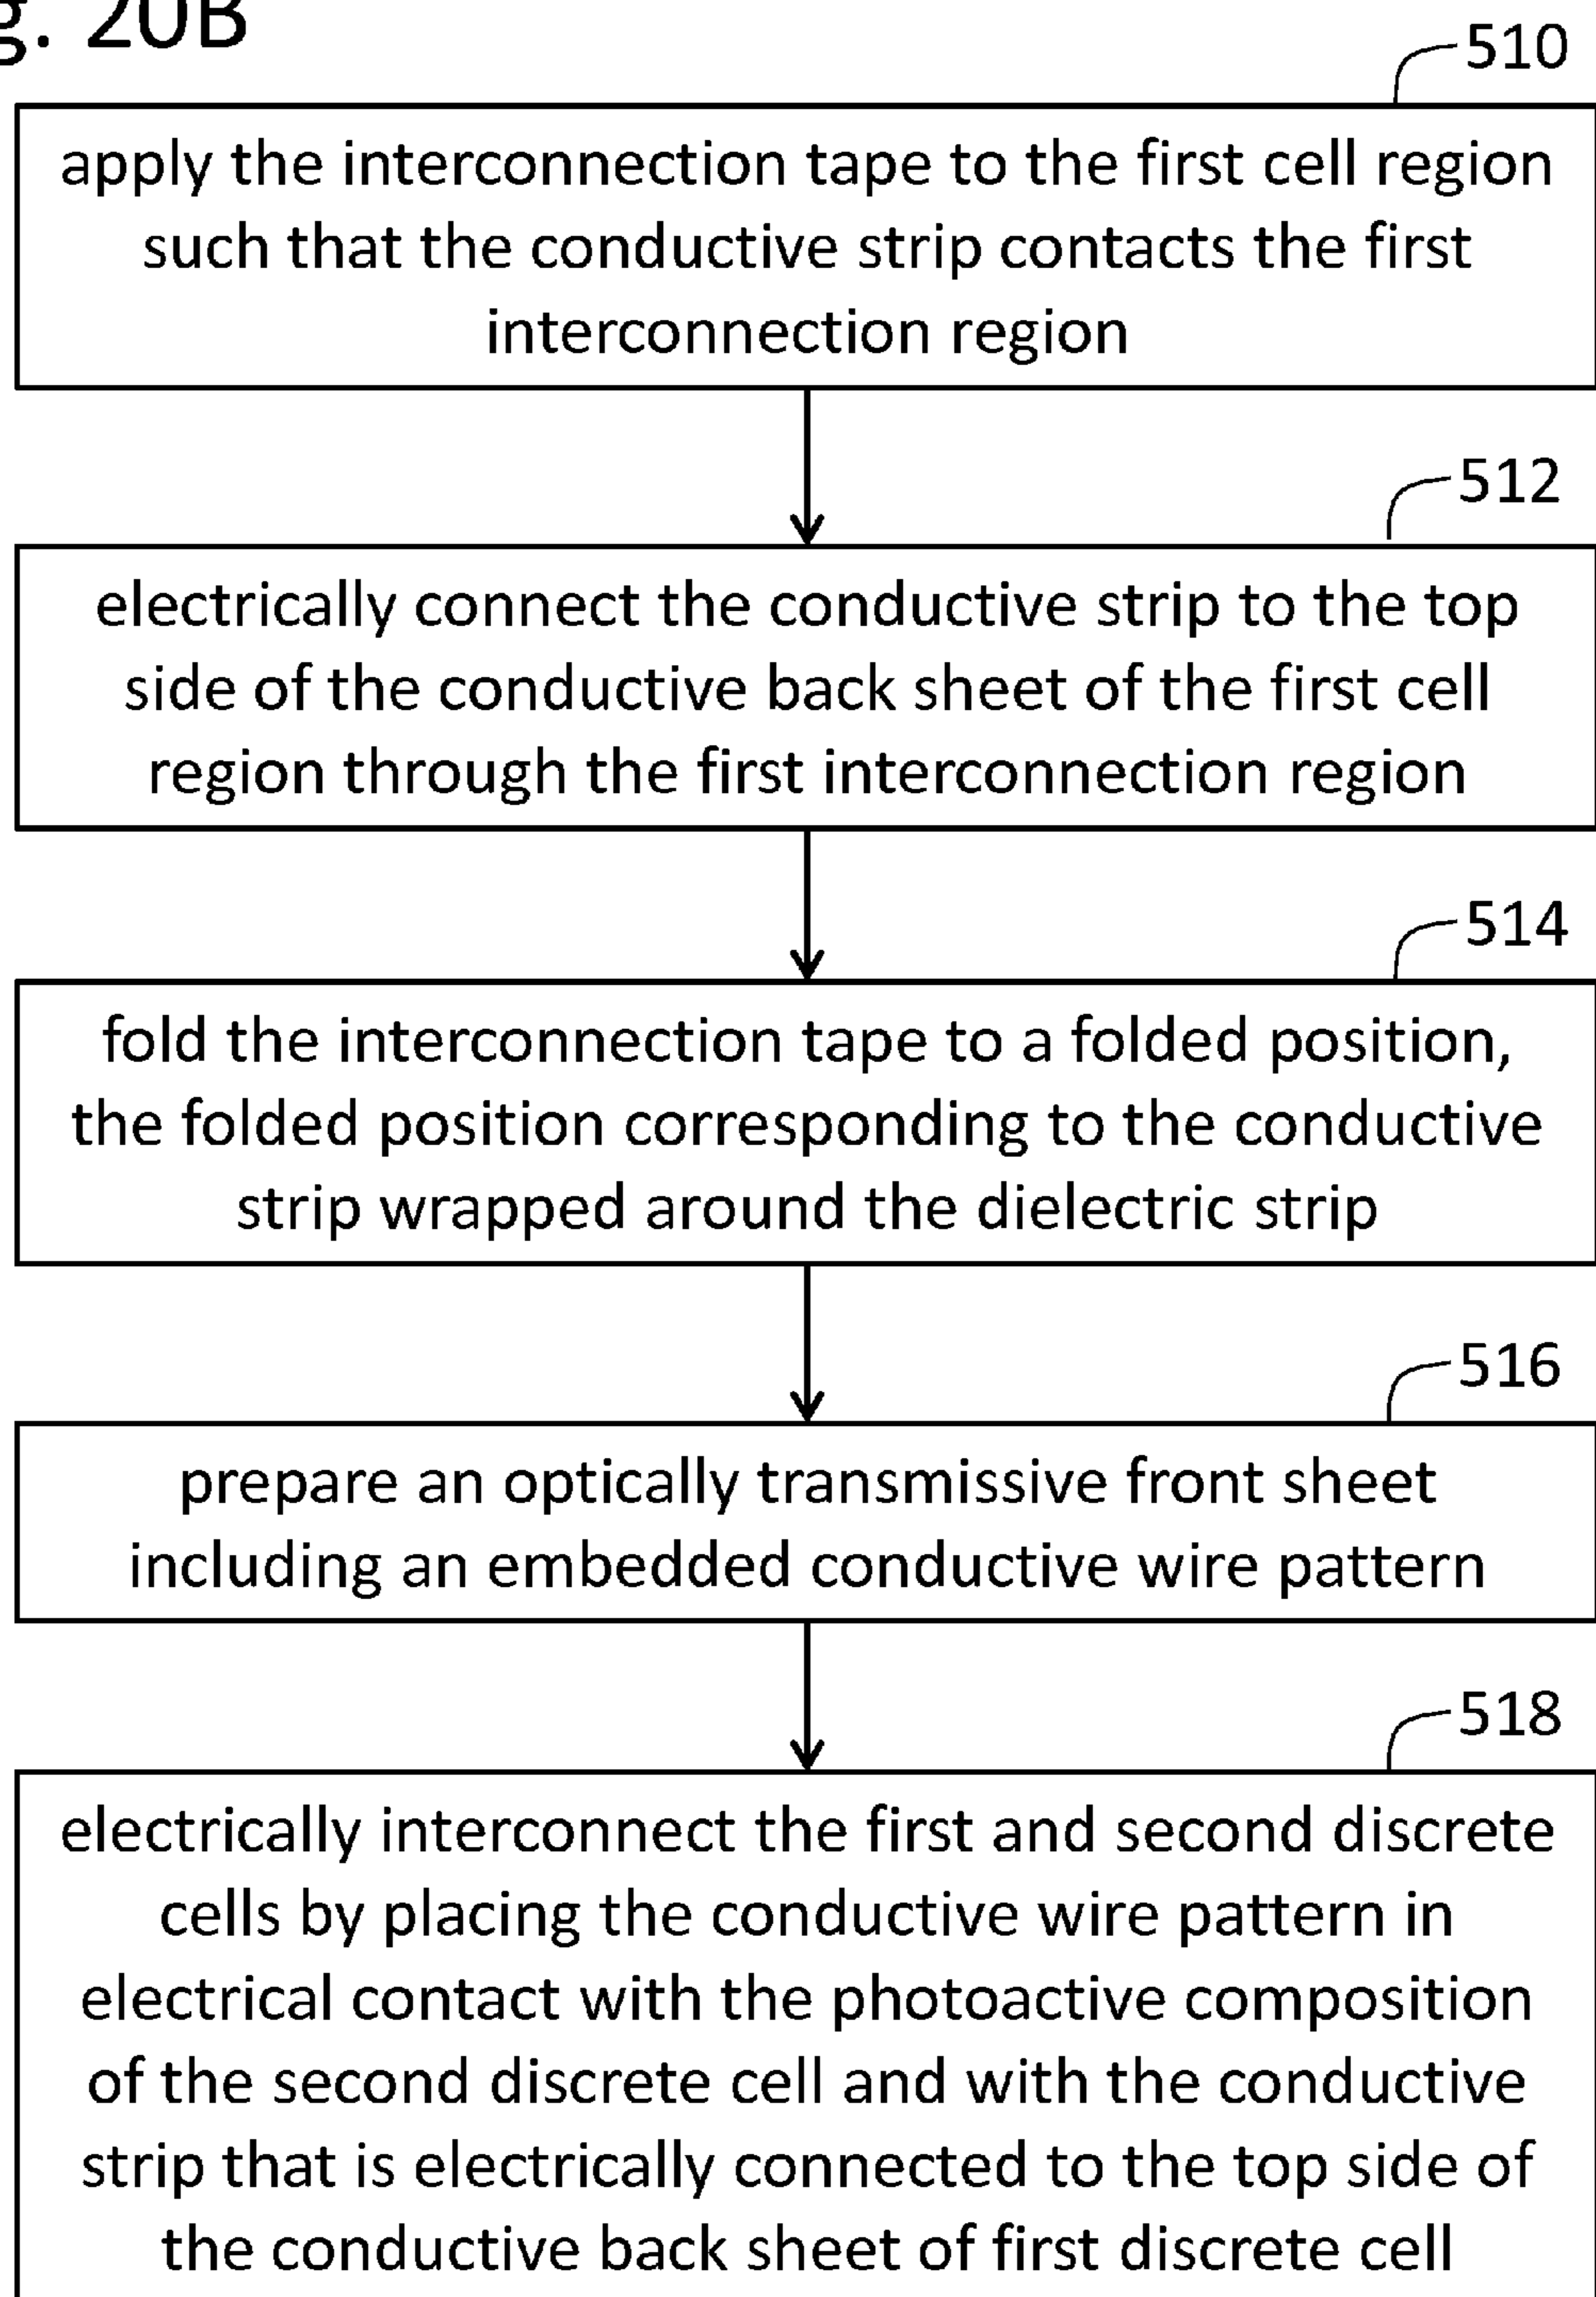 g. 20B
510
apply the interconnection tape to the first cell region
such that the conductive strip contacts the first
interconnection region
512
electrically connect the conductive strip to the top
side of the conductive back sheet of the first cell
region through the first interconnection region
514
fold the interconnection tape to a folded position,
the folded position corresponding to the conductive
strip wrapped around the dielectric strip
516
prepare an optically transmissive front sheet
including an embedded conductive wire pattern
518
electrically interconnect the first and second discrete
cells by placing the conductive wire pattern in
electrical contact with the photoactive composition
of the second discrete cell and with the conductive
strip that is electrically connected to the top side of
the conductive back sheet of first discrete cell